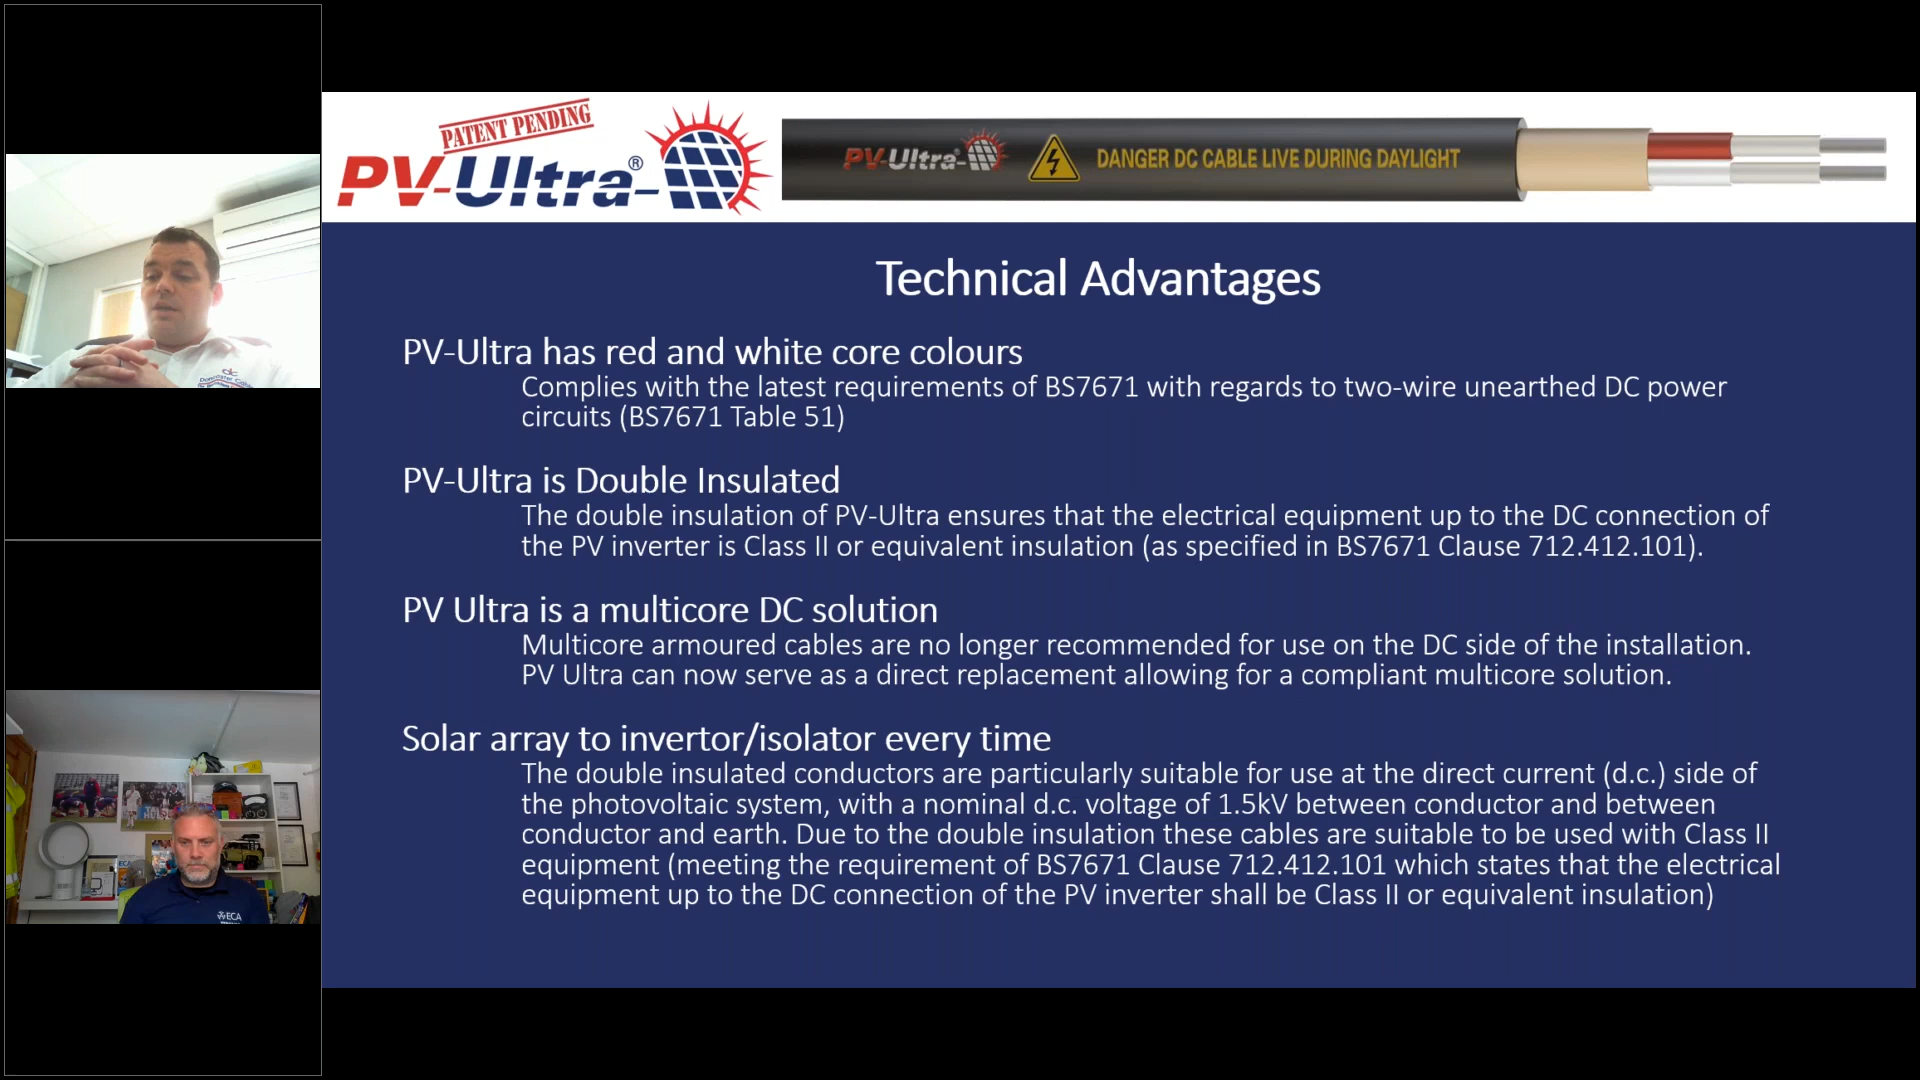 PATENT PENDING
PV-Ultra®
PV-Ultra®
DANGER DC CABLE LIVE DURING DAYLIGHT
Technical Advantages
PV-Ultra has red and white core colours
Complies with the latest requirements of BS7671 with regards to two-wire unearthed DC power
circuits (BS7671 Table 51)
PV-Ultra is Double Insulated
The double insulation of PV-Ultra ensures that the electrical equipment up to the DC connection of
the PV inverter is Class II or equivalent insulation (as specified in BS7671 Clause 712.412.101).
PV Ultra is a multicore DC solution
Multicore armoured cables are no longer recommended for use on the DC side of the installation.
PV Ultra can now serve as a direct replacement allowing for a compliant multicore solution.
Solar array to invertor/isolator every time
The double insulated conductors are particularly suitable for use at the direct current (d.c.) side of
the photovoltaic system, with a nominal d.c. voltage of 1.5kV between conductor and between
conductor and earth. Due to the double insulation these cables are suitable to be used with Class II
equipment (meeting the requirement of BS7671 Clause 712.412.101 which states that the electrical
equipment up to the DC connection of the PV inverter shall be Class II or equivalent insulation)
dc
Doncaster Cables
ECA